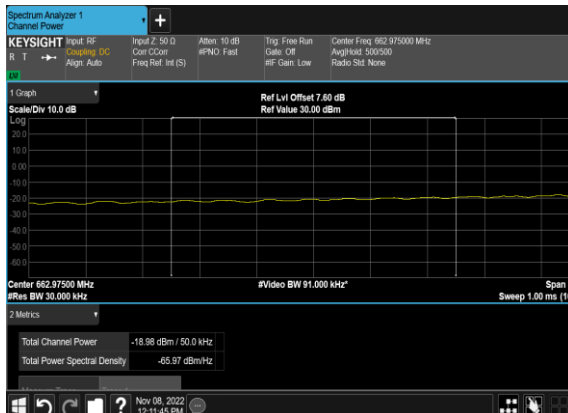 Spectrum Analyzer 1
Channel Power
+
KEYSIGHT Input: RF Input Z: 50 Ω Atten: 10 dB Trig: Free Run Center Freq: 662.975000 MHz
R T Coupling: DC Corr CCorr #PNO: Fast Gate: Off Avg|Hold: 500/500
Align: Auto Freq Ref: Int (S) #IF Gain: Low Radio Std: None
1 Graph
Ref Lvl Offset 7.60 dB
Scale/Div 10.0 dB Ref Value 30.00 dBm
Log
20.0
10.0
0.00
-10.0
-20.0
-30.0
-40.0
-50.0
-60.0
Center 662.97500 MHz #Video BW 91.000 kHz* Span
#Res BW 30.000 kHz Sweep 1.00 ms
2 Metrics
Total Channel Power -18.98 dBm / 50.0 kHz
Total Power Spectral Density -65.97 dBm/Hz
?
Nov 08, 2022
12:11:45 PM